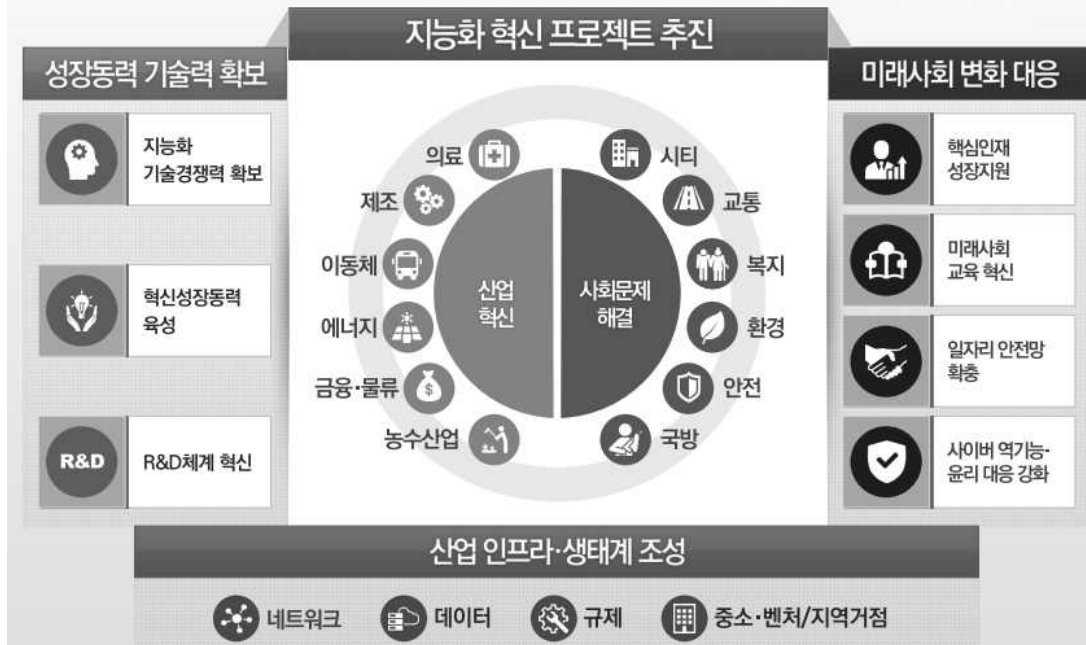 지능화 혁신 프로젝트 추진
성장동력 기술력 확보
지능화
기술경쟁력 확보
혁신성장동력
육성
R&D
R&D체계 혁신
의료
제조
이동체
에너지
금융·물류
농수산업
산업
혁신
사회문제
해결
시티
교통
복지
환경
안전
국방
미래사회 변화 대응
핵심인재
성장지원
미래사회
교육 혁신
일자리 안전망
확충
사이버 역기능·
윤리 대응 강화
산업 인프라·생태계 조성
네트워크
데이터
규제
중소·벤처/지역거점